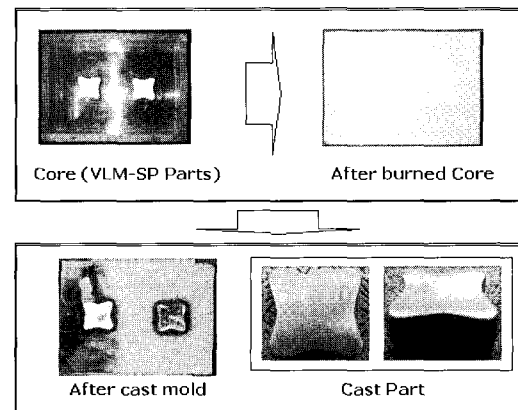 Core (VLM-SP Parts)
After burned Core
After cast mold
Cast Part